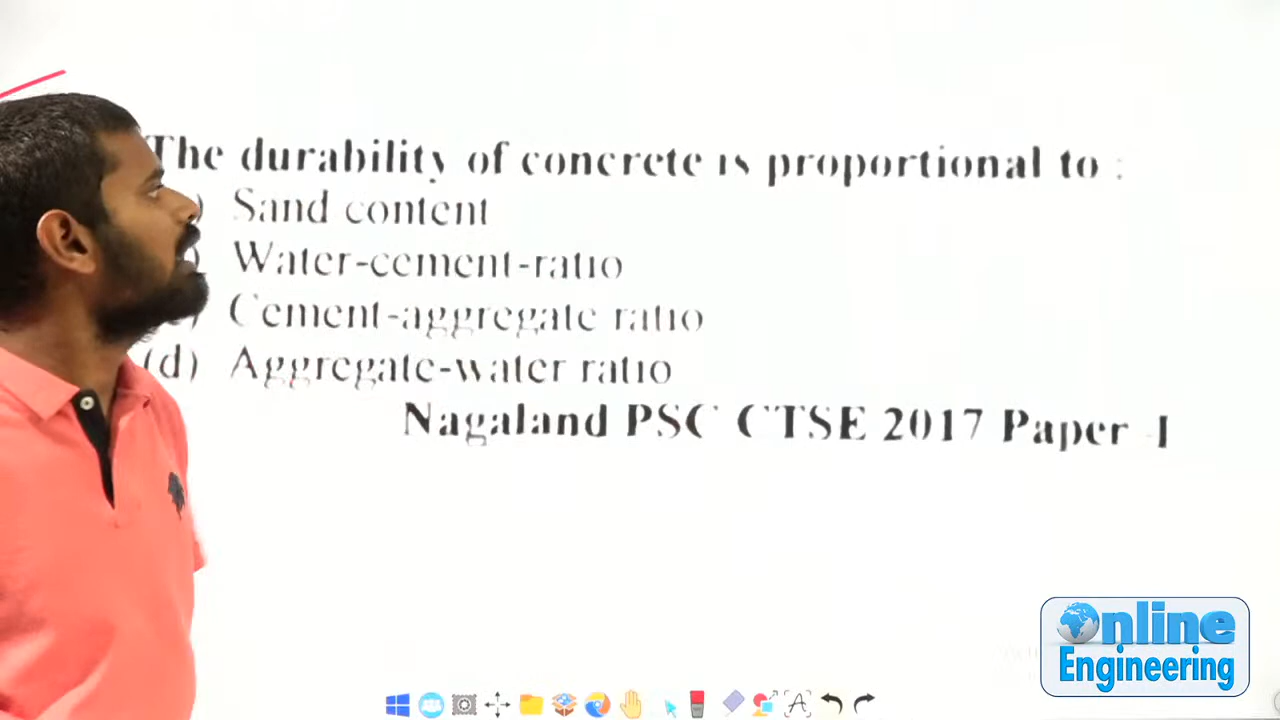 The durability of concrete is proportional to :
) Sand content
) Water-cement-ratio
) Cement-aggregate ratio
(d) Aggregate-water ratio
Nagaland PSC CTSE 2017 Paper -I
Online
Engineering